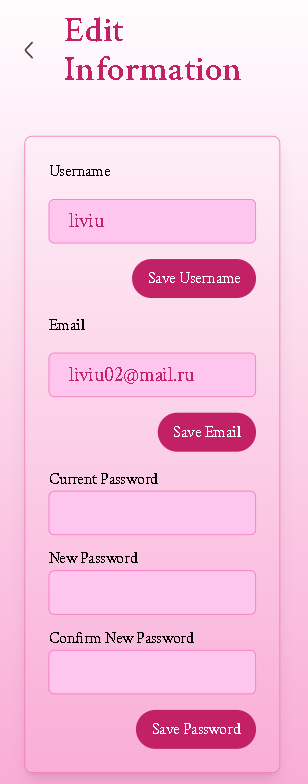 Edit
Information
Username
liviu
Save Username
Email
liviu02@mail.ru
Save Email
Current Password
New Password
Confirm New Password
Save Password